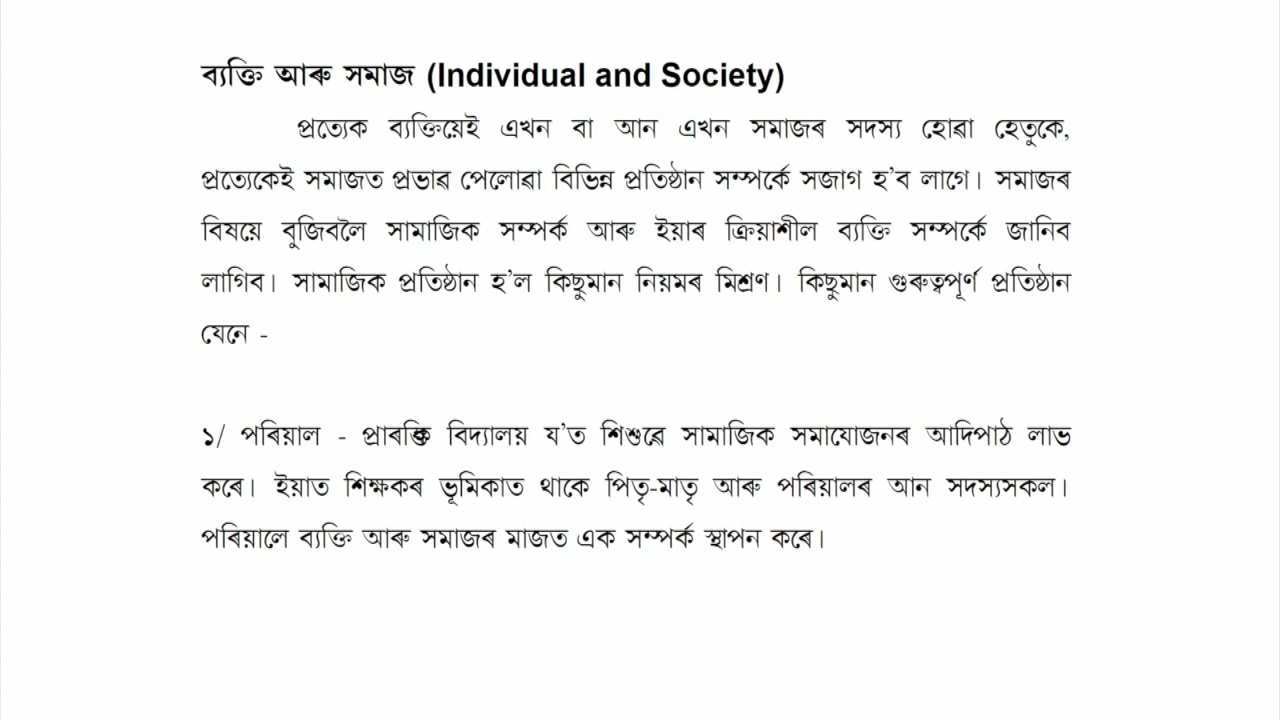 ব্যক্তি আৰু সমাজ (Individual and Society)
প্ৰত্যেক ব্যক্তিয়েই এখন বা আন এখন সমাজৰ সদস্য হোৱা হেতুকে,
প্ৰত্যেকেই সমাজত প্ৰভাৱ পেলোৱা বিভিন্ন প্ৰতিষ্ঠান সম্পৰ্কে সজাগ হ’ব লাগে। সমাজৰ
বিষয়ে বুজিবলৈ সামাজিক সম্পৰ্ক আৰু ইয়াৰ ক্ৰিয়াশীল ব্যক্তি সম্পৰ্কে জানিব
লাগিব। সামাজিক প্ৰতিষ্ঠান হ’ল কিছুমান নিয়মৰ মিশ্ৰণ। কিছুমান গুৰুত্বপূৰ্ণ প্ৰতিষ্ঠান
যেনে -
১/ পৰিয়াল - প্ৰাৰম্ভিক বিদ্যালয় য’ত শিশুৱে সামাজিক সমাযোজনৰ আদিপাঠ লাভ
কৰে। ইয়াত শিক্ষকৰ ভূমিকাত থাকে পিতৃ-মাতৃ আৰু পৰিয়ালৰ আন সদস্যসকল।
পৰিয়ালে ব্যক্তি আৰু সমাজৰ মাজত এক সম্পৰ্ক স্থাপন কৰে।